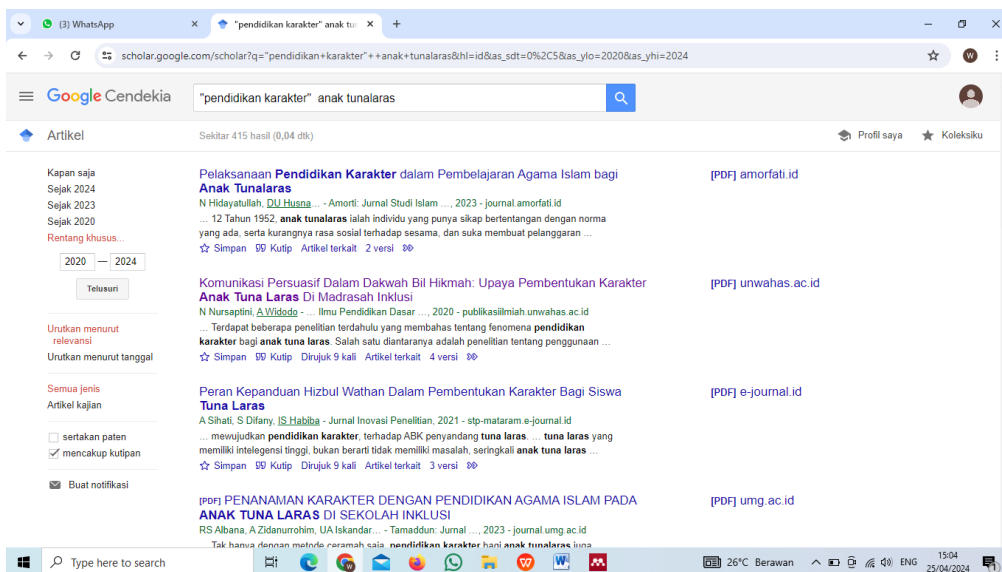 (3) WhatsApp
"pendidikan karakter" anak tun
scholar.google.com/scholar?q="pendidikan+karakter"++anak+tunalaras&hl=id&as_sdt=0%2C5&as_ylo=2020&as_yhi=2024
W
Google Cendekia
"pendidikan karakter"  anak tunalaras
Artikel
Sekitar 415 hasil (0,04 dtk)
Profil saya
Koleksiku
Kapan saja
Sejak 2024
Sejak 2023
Sejak 2020
Rentang khusus...
2020 — 2024
Telusuri
Urutkan menurut
relevansi
Urutkan menurut tanggal
Semua jenis
Artikel kajian
sertakan paten
mencakup kutipan
Buat notifikasi
Pelaksanaan Pendidikan Karakter dalam Pembelajaran Agama Islam bagi
Anak Tunalaras
N Hidayatullah, DU Husna... - Amorti: Jurnal Studi Islam ..., 2023 - journal.amorfati.id
... 12 Tahun 1952, anak tunalaras ialah individu yang punya sikap bertentangan dengan norma
yang ada, serta kurangnya rasa sosial terhadap sesama, dan suka membuat pelanggaran ...
Simpan Kutip Artikel terkait 2 versi
[PDF] amorfati.id
Komunikasi Persuasif Dalam Dakwah Bil Hikmah: Upaya Pembentukan Karakter
Anak Tuna Laras Di Madrasah Inklusi
N Nursaptini, A Widodo - ... Ilmu Pendidikan Dasar ..., 2020 - publikasiilmiah.unwahas.ac.id
... Terdapat beberapa penelitian terdahulu yang membahas tentang fenomena pendidikan
karakter bagi anak tuna laras. Salah satu diantaranya adalah penelitian tentang penggunaan ...
Simpan Kutip Dirujuk 9 kali Artikel terkait 4 versi
[PDF] unwahas.ac.id
Peran Kepanduan Hizbul Wathan Dalam Pembentukan Karakter Bagi Siswa
Tuna Laras
A Sihati, S Difany, IS Habiba - Jurnal Inovasi Penelitian, 2021 - stp-mataram.e-journal.id
... mewujudkan pendidikan karakter, terhadap ABK penyandang tuna laras. ... tuna laras yang
memiliki intelegensi tinggi, bukan berarti tidak memiliki masalah, seringkali anak tuna laras ...
Simpan Kutip Dirujuk 9 kali Artikel terkait 3 versi
[PDF] e-journal.id
[PDF] PENANAMAN KARAKTER DENGAN PENDIDIKAN AGAMA ISLAM PADA
ANAK TUNA LARAS DI SEKOLAH INKLUSI
RS Albana, A Zidanurrohim, UA Iskandar... - Tamaddun: Jurnal ..., 2023 - journal.umg.ac.id
Tak hanya dengan metode ceramah saja, pendidikan karakter bagi anak tunalaras juga
[PDF] umg.ac.id
Type here to search
26°C Berawan
ENG
15:04
25/04/2024